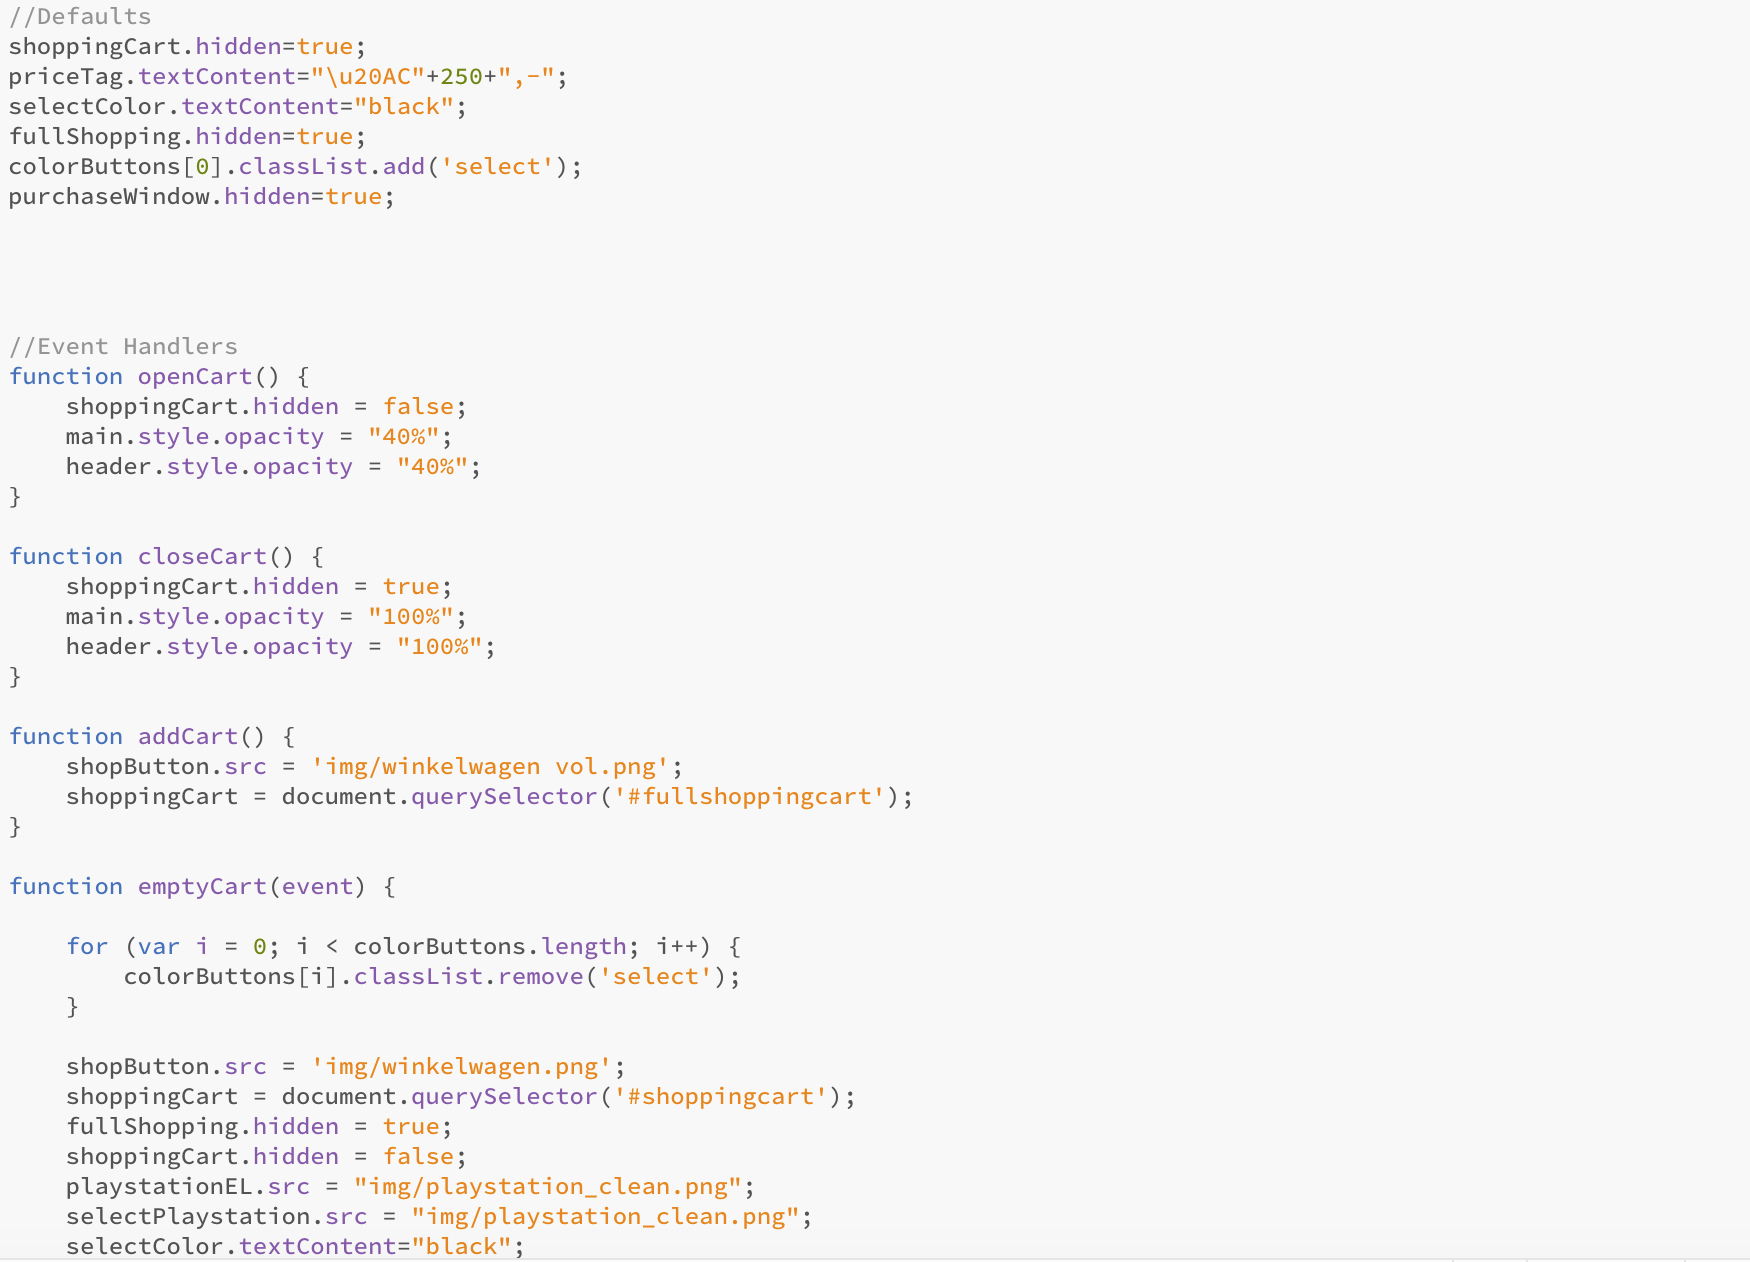 //Defaults
shoppingCart.hidden=true;
priceTag.textContent="\u20AC"+250+",-";
selectColor.textContent="black";
fullShopping.hidden=true;
colorButtons[0].classList.add('select');
purchaseWindow.hidden=true;
//Event Handlers
function openCart() {
    shoppingCart.hidden = false;
    main.style.opacity = "40%";
    header.style.opacity = "40%";
}
function closeCart() {
    shoppingCart.hidden = true;
    main.style.opacity = "100%";
    header.style.opacity = "100%";
}
function addCart() {
    shopButton.src = 'img/winkelwagen vol.png';
    shoppingCart = document.querySelector('#fullshoppingcart');
}
function emptyCart(event) {
    for (var i = 0; i < colorButtons.length; i++) {
        colorButtons[i].classList.remove('select');
    }
    shopButton.src = 'img/winkelwagen.png';
    shoppingCart = document.querySelector('#shoppingcart');
    fullShopping.hidden = true;
    shoppingCart.hidden = false;
    playstationEL.src = "img/playstation_clean.png";
    selectPlaystation.src = "img/playstation_clean.png";
    selectColor.textContent="black";